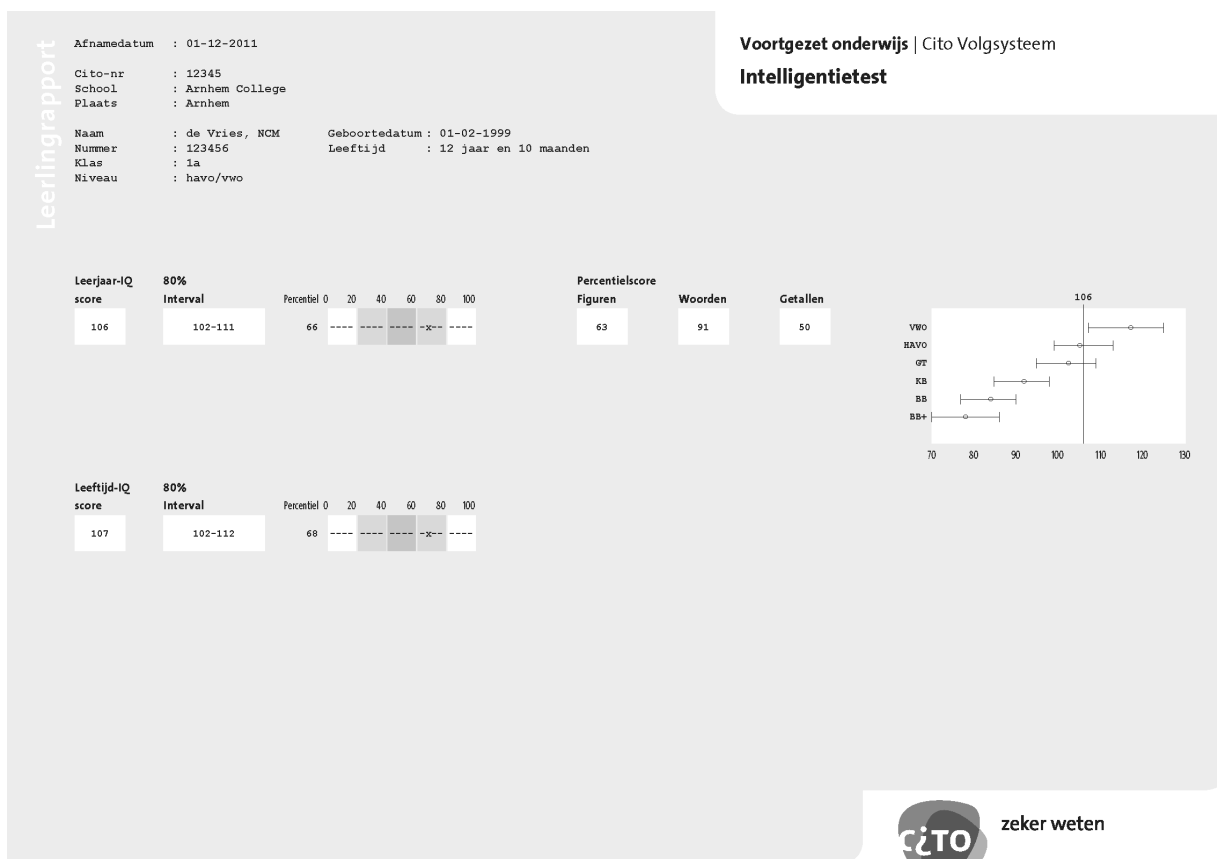 Leerlingrapport
Afnamedatum : 01-12-2011
Cito-nr : 12345
School : Arnhem College
Plaats : Arnhem
Naam : de Vries, NCM Geboortedatum : 01-02-1999
Nummer : 123456 Leeftijd : 12 jaar en 10 maanden
Klas : 1a
Niveau : havo/vwo
Voortgezet onderwijs | Cito Volgsysteem
Intelligentietest
Leerjaar-IQ 80%
score Interval Percentiel 0 20 40 60 80 100
106 102-111 66 ---- ---- ---- -x-- ----
Percentielscore
Figuren Woorden Getallen
63 91 50
106
VWO
HAVO
GT
KB
BB
BB+
70 80 90 100 110 120 130
Leeftijd-IQ 80%
score Interval Percentiel 0 20 40 60 80 100
107 102-112 68 ---- ---- ---- -x-- ----
CiTO zeker weten